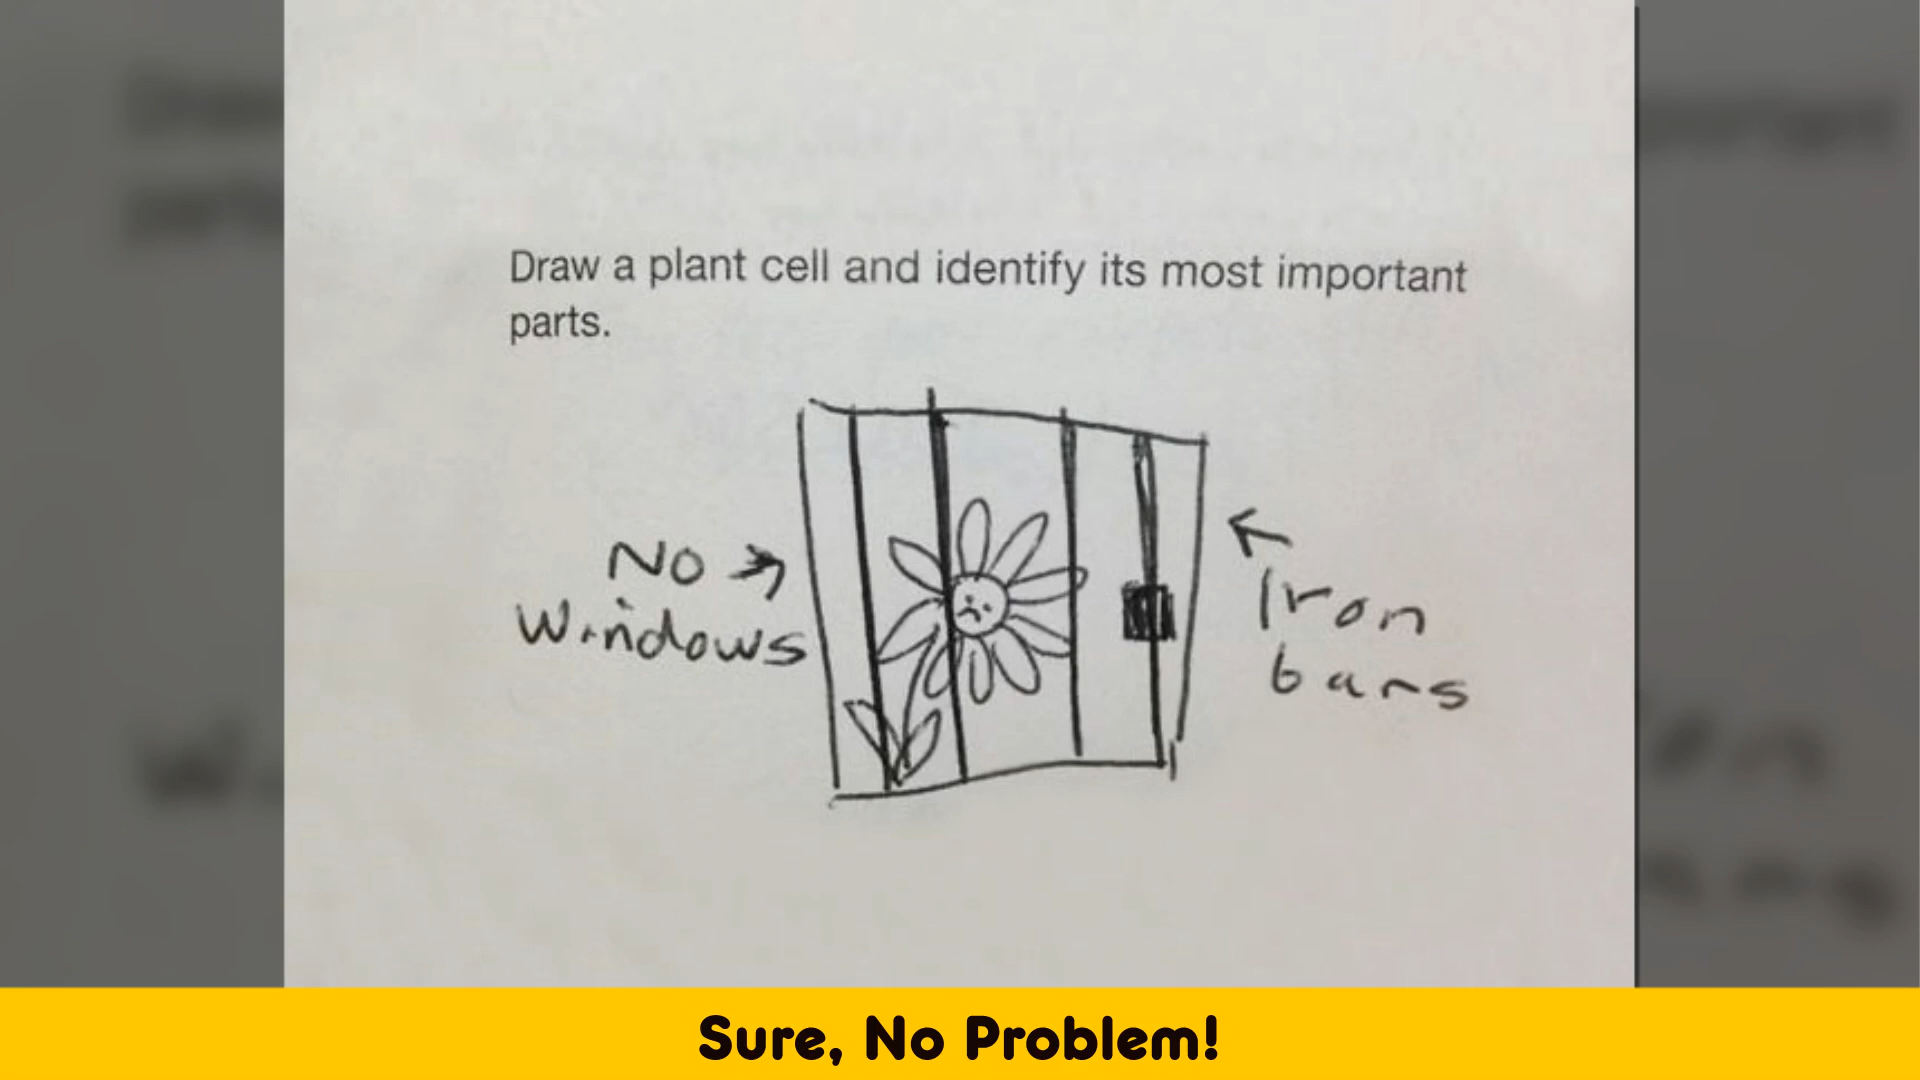 Draw a plant cell and identify its most important
parts.
No
Windows
Iron
bars
Sure, No Problem!